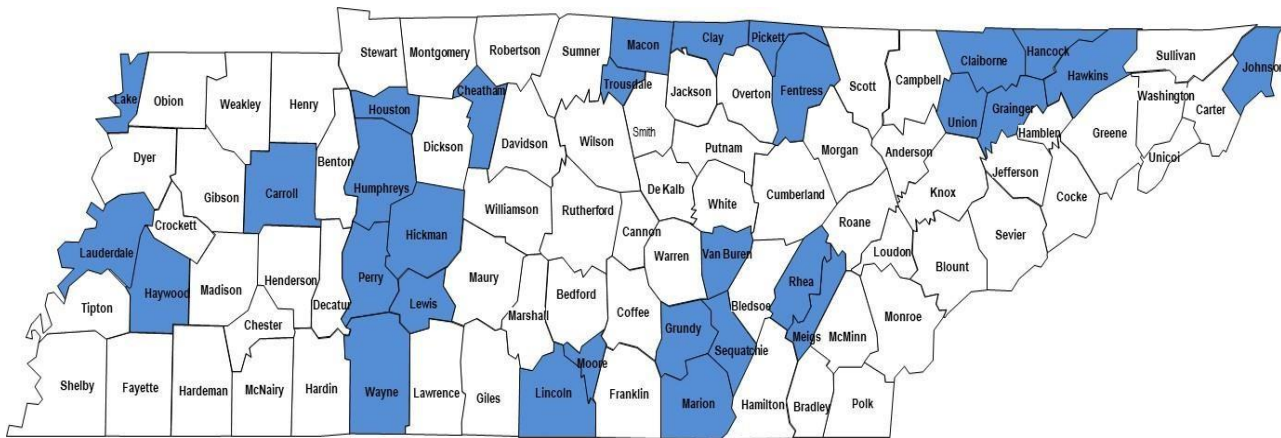 Lake
Obion
Weakley
Henry
Stewart
Montgomery
Robertson
Sumner
Macon
Clay
Pickett
Fentress
Scott
Campbell
Claiborne
Hancock
Hawkins
Sullivan
Johnson
Washington
Carter
Unicoi
Greene
Hamblen
Grainger
Union
Jefferson
Cocke
Houston
Cheatham
Trousdale
Jackson
Overton
Smith
Dyer
Gibson
Carroll
Benton
Humphreys
Dickson
Davidson
Wilson
Putnam
Morgan
Anderson
Knox
Sevier
Crockett
Lauderdale
Haywood
Madison
Henderson
Decatur
Perry
Hickman
Williamson
Rutherford
De Kalb
White
Cumberland
Roane
Loudon
Blount
Cannon
Warren
Van Buren
Bledsoe
Rhea
Meigs
McMinn
Monroe
Tipton
Chester
Lewis
Maury
Marshall
Bedford
Coffee
Grundy
Sequatchie
Shelby
Fayette
Hardeman
McNairy
Hardin
Wayne
Lawrence
Giles
Lincoln
Moore
Franklin
Marion
Hamilton
Bradley
Polk